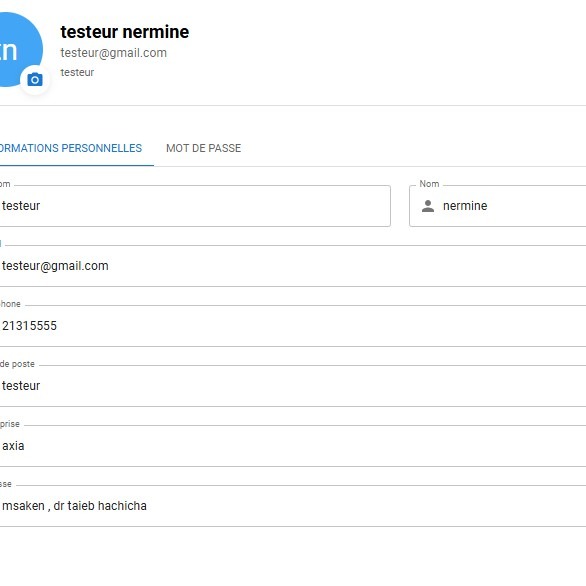 tn
testeur nermine
testeur@gmail.com
testeur
ORMATIONS PERSONNELLES MOT DE PASSE
om Nom
testeur nermine
testeur@gmail.com
hone
21315555
de poste
testeur
prise
axia
sse
msaken , dr taieb hachicha